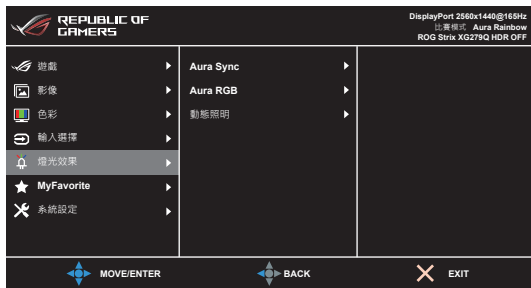 REPUBLIC OF
GAMERS
DisplayPort 2560x1440@165Hz
比賽模式 Aura Rainbow
ROG Strix XG279Q HDR OFF
遊戲
影像
色彩
輸入選擇
燈光效果
MyFavorite
系統設定
Aura Sync
Aura RGB
動態照明
MOVE/ENTER
BACK
EXIT